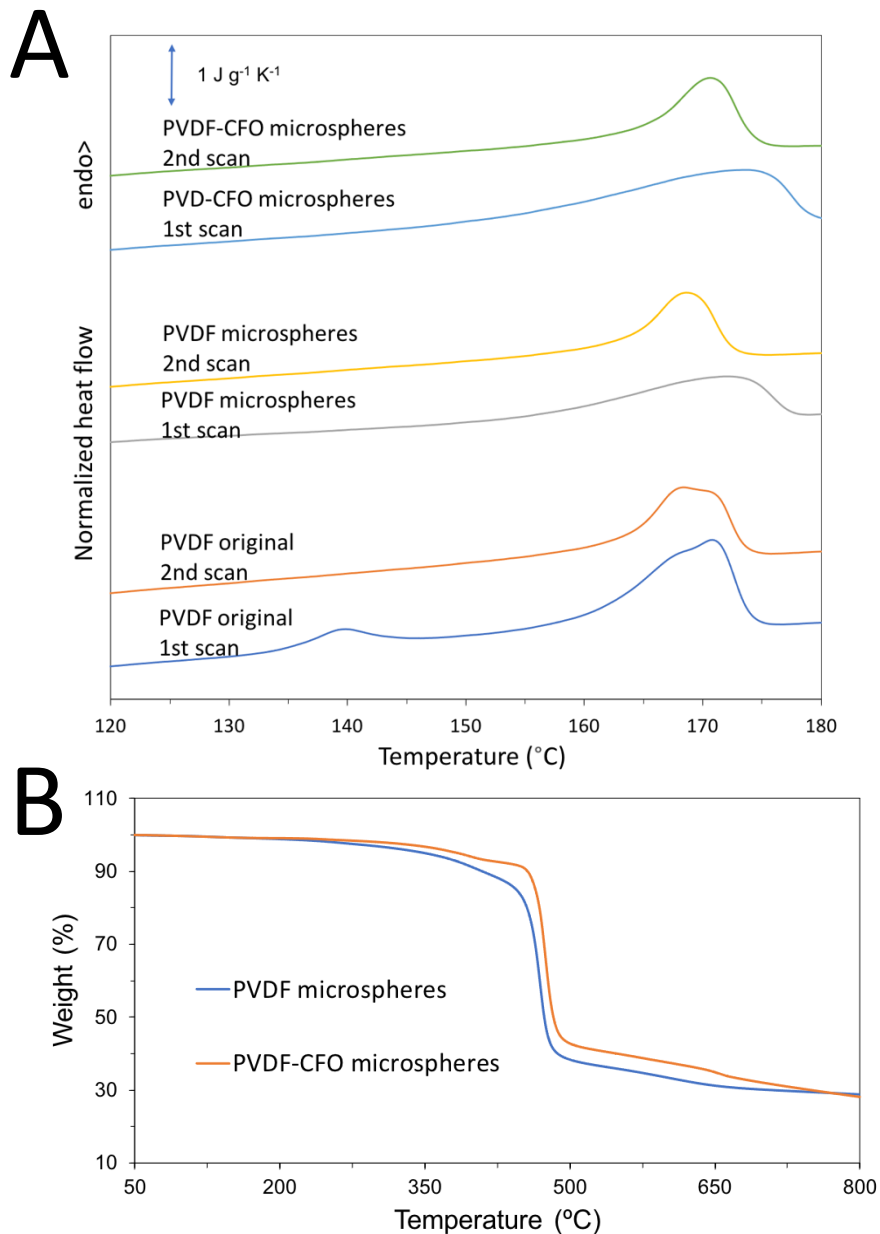 A
1 J g⁻¹ K⁻¹
PVDF-CFO microspheres
2nd scan
PVD-CFO microspheres
1st scan
PVDF microspheres
2nd scan
PVDF microspheres
1st scan
PVDF original
2nd scan
PVDF original
1st scan
Normalized heat flow endo>
120 130 140 150 160 170 180
Temperature (°C)
B
110
90
70
50
30
10
Weight (%)
PVDF microspheres
PVDF-CFO microspheres
50 200 350 500 650 800
Temperature (ºC)